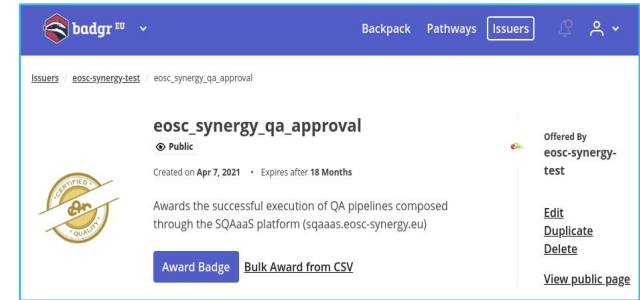 badgr EU
Backpack Pathways Issuers
Issuers / eosc-synergy-test / eosc_synergy_qa_approval
eosc_synergy_qa_approval
Public
Created on Apr 7, 2021 • Expires after 18 Months
Awards the successful execution of QA pipelines composed
through the SQAaaS platform (sqaaas.eosc-synergy.eu)
Award Badge Bulk Award from CSV
CERTIFIED
QUALITY
Offered By
eosc-synergy-
test
Edit
Duplicate
Delete
View public page